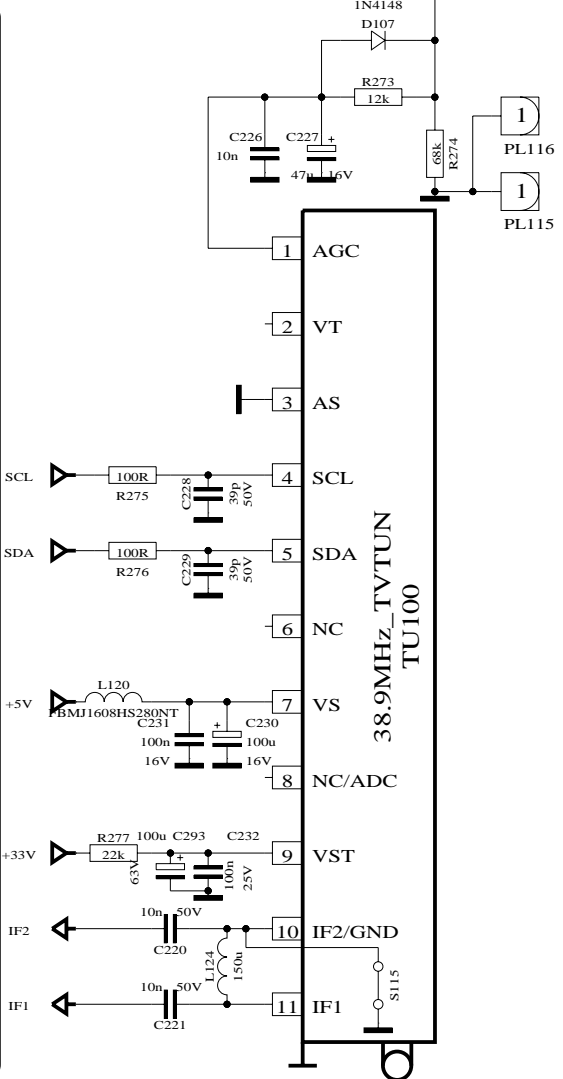 1N4148
D107
R273
12k
C226
10n
C227
+
47u 16V
68k
R274
1
PL116
1
PL115
1 AGC
2 VT
3 AS
SCL
100R
R275
C228
39p
50V
4 SCL
SDA
100R
R276
C229
39p
50V
5 SDA
6 NC
+5V
L120
FBMJ1608HS280NT
C231
100n
16V
+
C230
100u
16V
7 VS
8 NC/ADC
+33V
R277
22k
100u C293
63V
+
C232
100n
25V
9 VST
IF2
10n 50V
C220
L124
150u
10 IF2/GND
IF1
10n 50V
C221
11 IF1
S115
38.9MHz_TVTUN
TU100